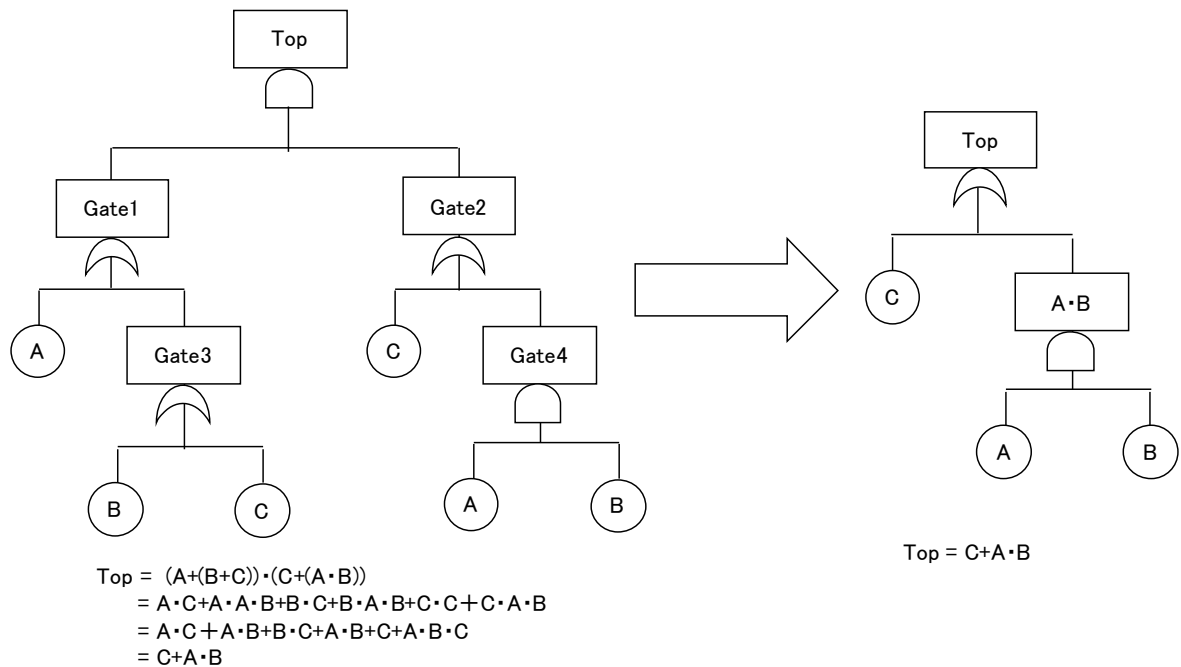 Top
Gate1
Gate2
A
Gate3
C
Gate4
B
C
A
B
Top = (A+(B+C))・(C+(A・B))
= A・C+A・A・B+B・C+B・A・B+C・C+C・A・B
= A・C+A・B+B・C+A・B+C+A・B・C
= C+A・B
Top
C
A・B
A
B
Top = C+A・B